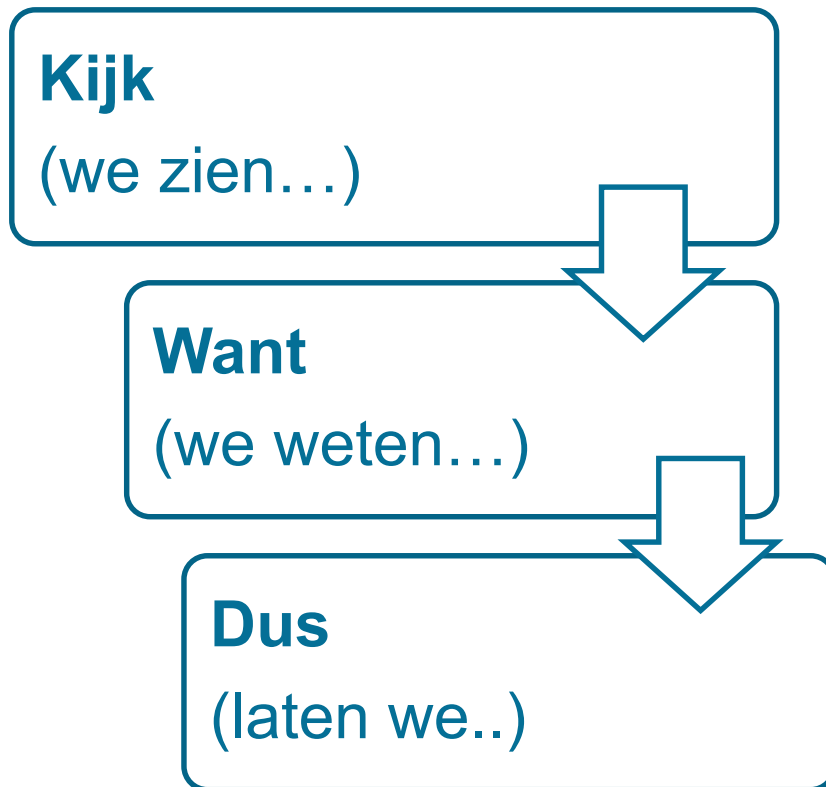 Kijk
(we zien…)
Want
(we weten…)
Dus
(laten we..)